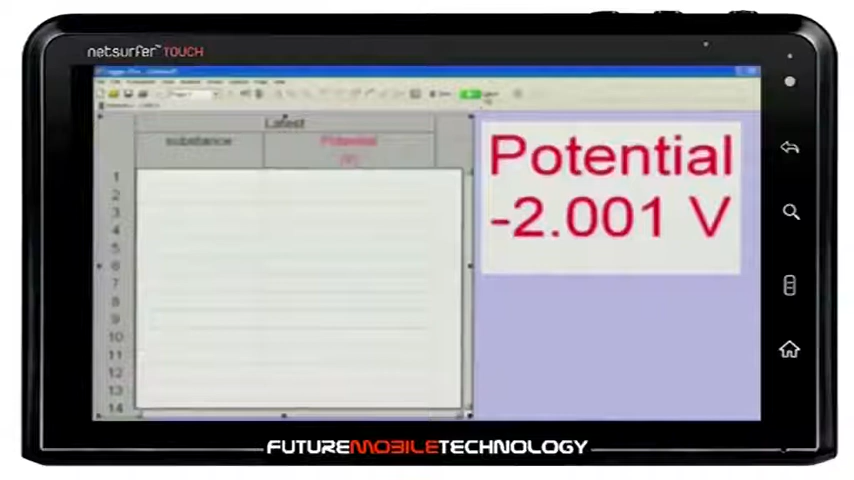 netsurfer™ TOUCH
Latest
substance
Potential
(V)
1
2
3
4
5
6
7
8
9
10
11
12
13
14
Potential
-2.001 V
FUTUREMOBILETECHNOLOGY